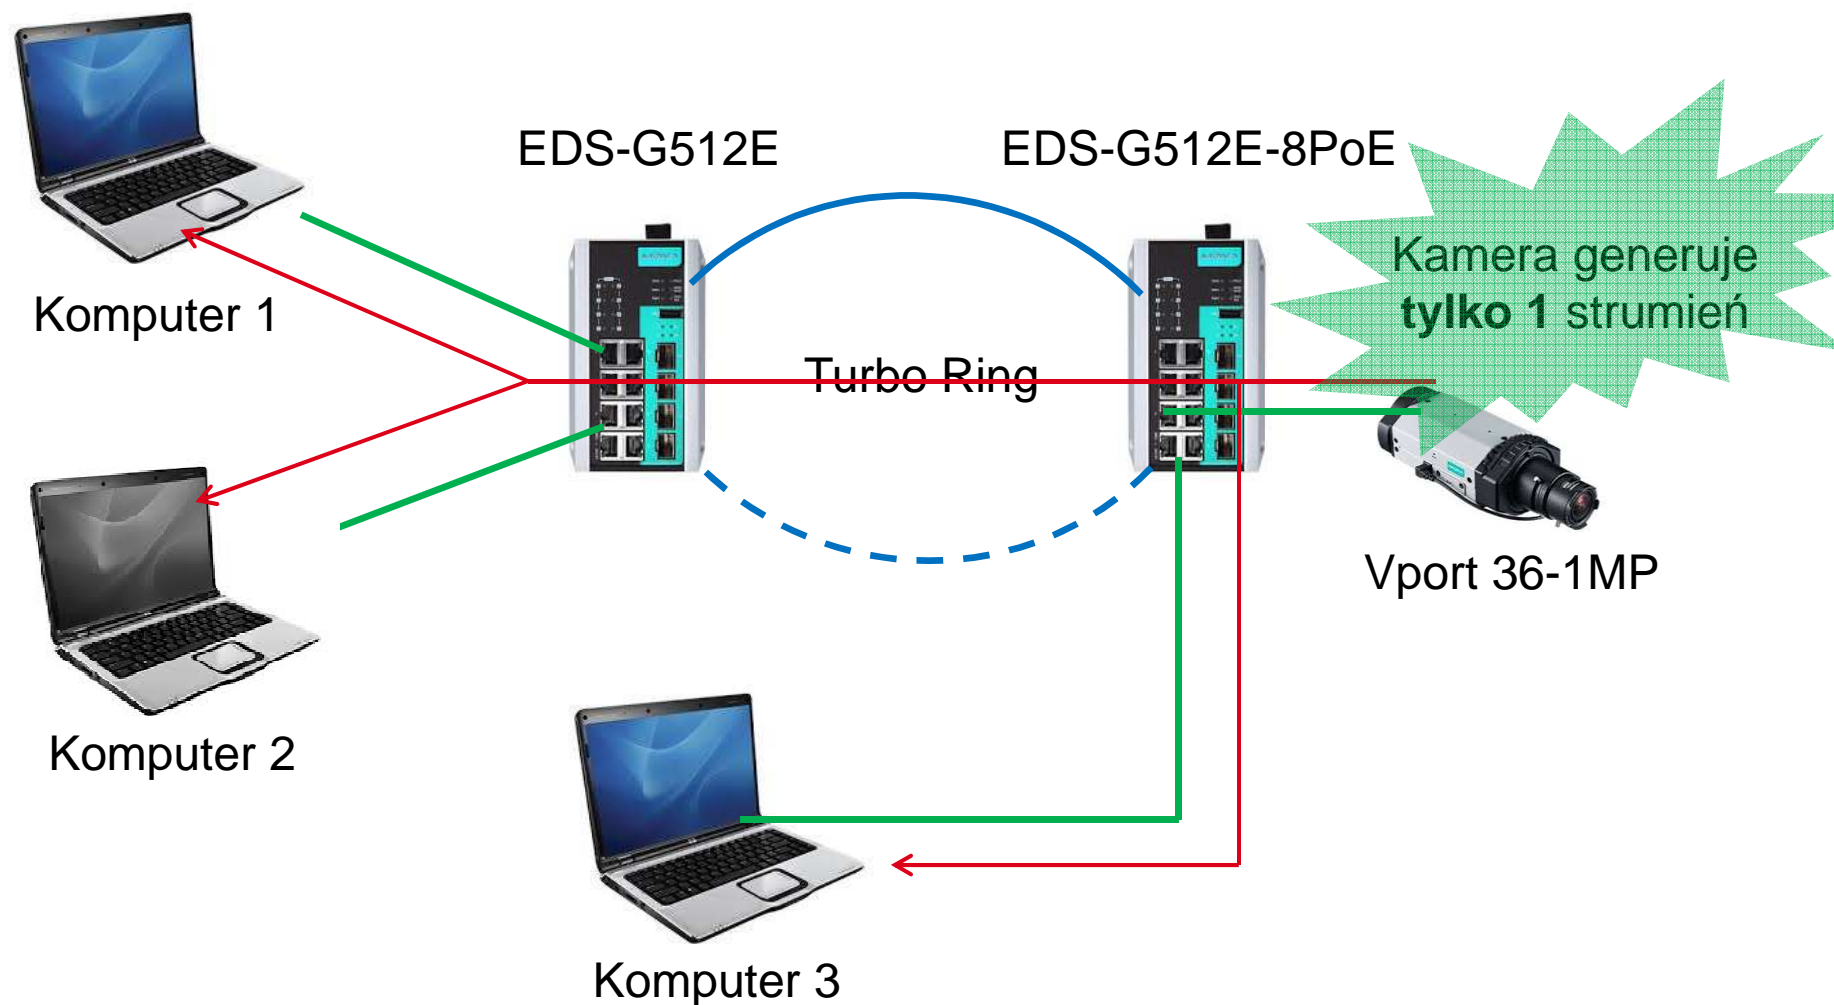 EDS-G512E
EDS-G512E-8PoE
Kamera generuje
tylko 1 strumień
Komputer 1
Turbo Ring
Vport 36-1MP
Komputer 2
Komputer 3